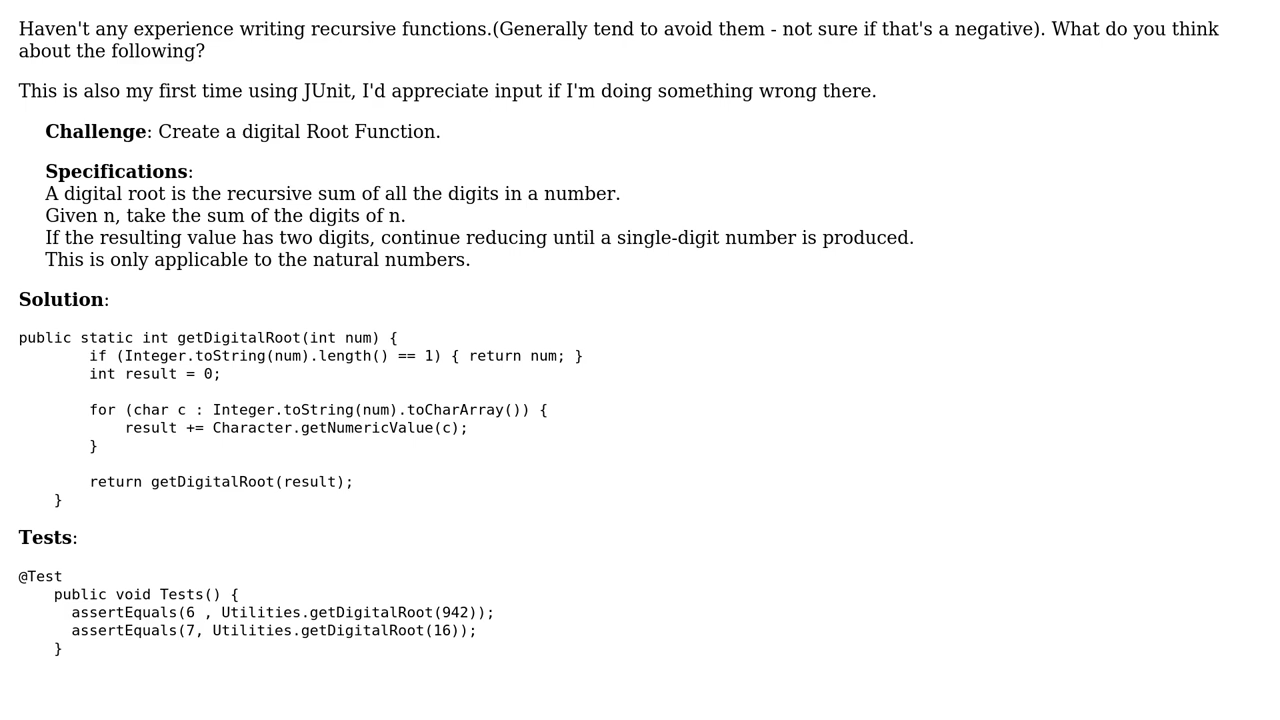 Haven't any experience writing recursive functions.(Generally tend to avoid them - not sure if that's a negative). What do you think
about the following?
This is also my first time using JUnit, I'd appreciate input if I'm doing something wrong there.
Challenge: Create a digital Root Function.
Specifications:
A digital root is the recursive sum of all the digits in a number.
Given n, take the sum of the digits of n.
If the resulting value has two digits, continue reducing until a single-digit number is produced.
This is only applicable to the natural numbers.
Solution:
public static int getDigitalRoot(int num) {
        if (Integer.toString(num).length() == 1) { return num; }
        int result = 0;
        for (char c : Integer.toString(num).toCharArray()) {
            result += Character.getNumericValue(c);
        }
        return getDigitalRoot(result);
    }
Tests:
@Test
    public void Tests() {
      assertEquals(6 , Utilities.getDigitalRoot(942));
      assertEquals(7, Utilities.getDigitalRoot(16));
    }